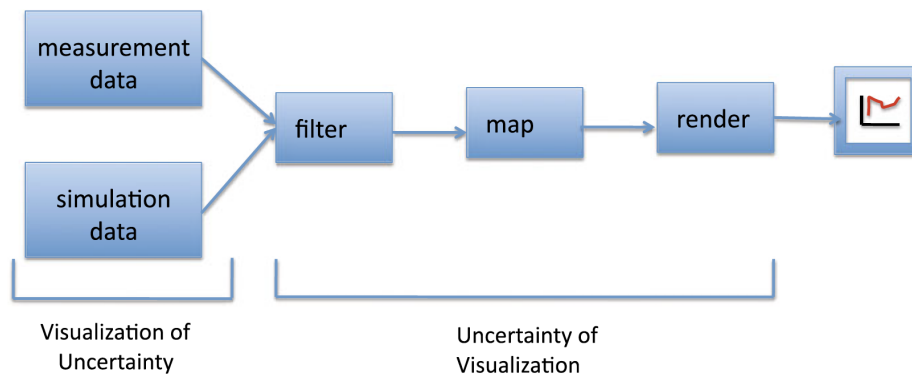 measurement
data
filter
map
render
simulation
data
Visualization of
Uncertainty
Uncertainty of
Visualization